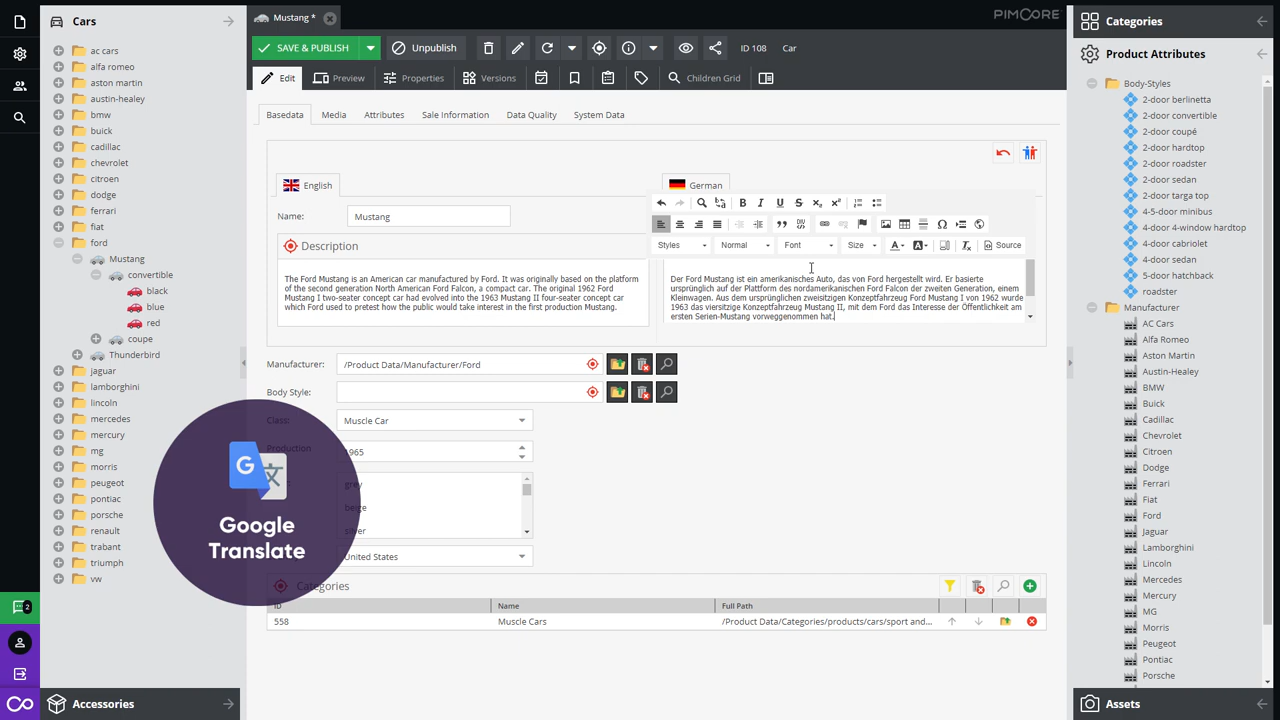 Cars
ac cars
alfa romeo
aston martin
austin-healey
bmw
buick
cadillac
chevrolet
citroen
dodge
ferrari
fiat
ford
Mustang
convertible
black
blue
red
coupe
Thunderbird
jaguar
lamborghini
lincoln
mercedes
mercury
mg
morris
peugeot
pontiac
porsche
renault
trabant
triumph
vw
Accessories
2
Mustang *
PIMCORE
SAVE & PUBLISH
Unpublish
ID 108
Car
Edit
Preview
Properties
Versions
Children Grid
Basedata
Media
Attributes
Sale Information
Data Quality
System Data
English
German
Name:
Mustang
Description
The Ford Mustang is an American car manufactured by Ford. It was originally based on the platform
of the second generation North American Ford Falcon, a compact car. The original 1962 Ford
Mustang I two-seater concept car had evolved into the 1963 Mustang II four-seater concept car
which Ford used to pretest how the public would take interest in the first production Mustang.
Styles
Normal
Font
Size
Source
Der Ford Mustang ist ein amerikanisches Auto, das von Ford hergestellt wird. Er basierte
ursprünglich auf der Plattform des nordamerikanischen Ford Falcon der zweiten Generation, einem
Kleinwagen. Aus dem ursprünglichen zweisitzigen Konzeptfahrzeug Ford Mustang I von 1962 wurde
1963 das viersitzige Konzeptfahrzeug Mustang II, mit dem Ford das Interesse der Öffentlichkeit am
ersten Serien-Mustang vorweggenommen hat.
Manufacturer:
/Product Data/Manufacturer/Ford
Body Style:
Class:
Muscle Car
Production
1965
grey
beige
silver
United States
Google
Translate
Categories
ID
Name
Full Path
558
Muscle Cars
/Product Data/Categories/products/cars/sport and...
Categories
Product Attributes
Body-Styles
2-door berlinetta
2-door convertible
2-door coupé
2-door hardtop
2-door roadster
2-door sedan
2-door targa top
4-5-door minibus
4-door 4-window hardtop
4-door cabriolet
4-door sedan
5-door hatchback
roadster
Manufacturer
AC Cars
Alfa Romeo
Aston Martin
Austin-Healey
BMW
Buick
Cadillac
Chevrolet
Citroen
Dodge
Ferrari
Fiat
Ford
Jaguar
Lamborghini
Lincoln
Mercedes
Mercury
MG
Morris
Peugeot
Pontiac
Porsche
Assets